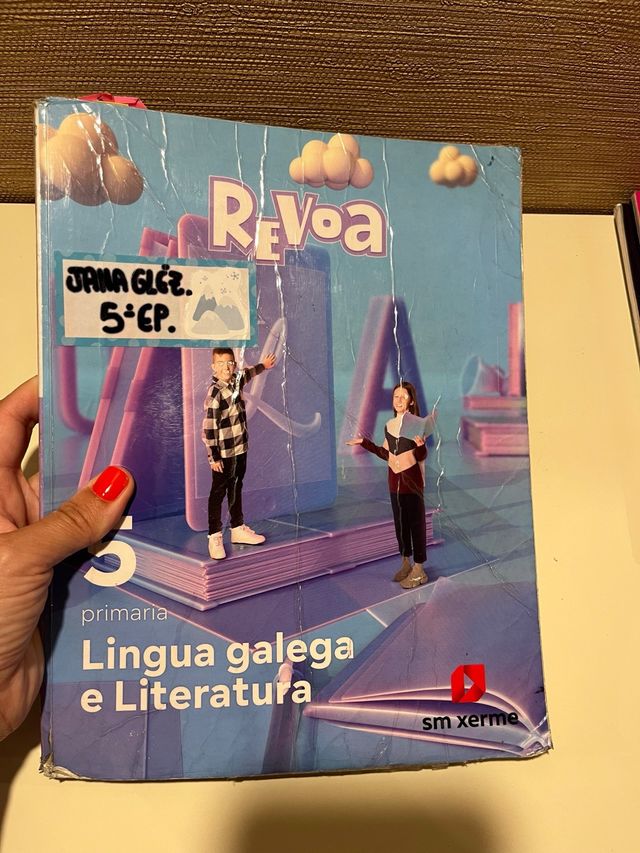 REVOA
JANA GLEZ.
5º EP.
5
primaria
Lingua galega
e Literatura
sm xerme